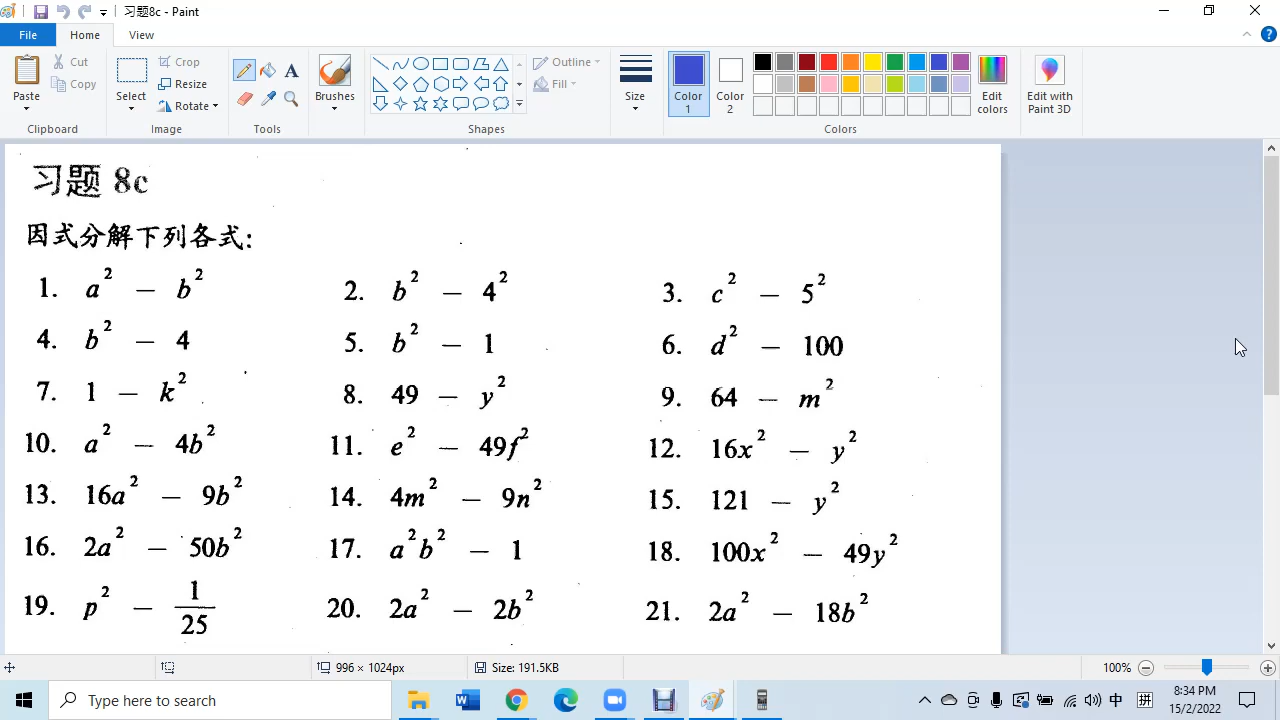 习题8c - Paint
File Home View
Paste Cut Copy Clipboard
Select Crop Resize Rotate Image
Tools
Brushes
Outline Fill Shapes
Size
Color 1 Color 2 Edit colors Colors
Edit with Paint 3D
习题 8c
因式分解下列各式:
1. a² − b² 2. b² − 4² 3. c² − 5²
4. b² − 4 5. b² − 1 6. d² − 100
7. 1 − k² 8. 49 − y² 9. 64 − m²
10. a² − 4b² 11. e² − 49f² 12. 16x² − y²
13. 16a² − 9b² 14. 4m² − 9n² 15. 121 − y²
16. 2a² − 50b² 17. a²b² − 1 18. 100x² − 49y²
19. p² − 1/25 20. 2a² − 2b² 21. 2a² − 18b²
996 × 1024px Size: 191.5KB 100%
Type here to search
中 拼 8:34 PM
15/2/2022